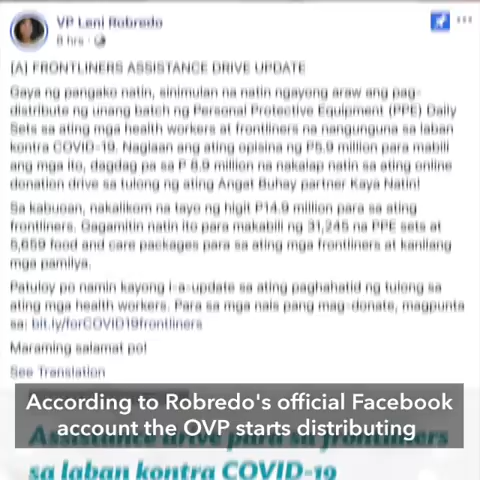 VP Leni Robredo
8 hrs ·
[A] FRONTLINERS ASSISTANCE DRIVE UPDATE
Gaya ng pangako natin, sinimulan na natin ngayong araw ang pag-
distribute ng unang batch ng Personal Protective Equipment (PPE) Daily
Sets sa ating mga health workers at frontliners na nangunguna sa laban
kontra COVID-19. Naglaan ang ating opisina ng P5.9 million para mabili
ang mga ito, dagdag pa sa P 8.9 million na nakalap natin sa ating online
donation drive sa tulong ng ating Angat Buhay partner Kaya Natin!
Sa kabuoan, nakalikom na tayo ng higit P14.9 million para sa ating
frontliners. Gagamitin natin ito para makabili ng 31,245 na PPE sets at
6,659 food and care packages para sa ating mga frontliners at kanilang
mga pamilya.
Patuloy po namin kayong i-a-update sa ating paghahatid ng tulong sa
ating mga health workers. Para sa mga nais pang mag-donate, magpunta
sa: bit.ly/forCOVID19frontliners
Maraming salamat po!
See Translation
According to Robredo's official Facebook
account the OVP starts distributing
Assistance drive para sa frontliners
sa laban kontra COVID-19